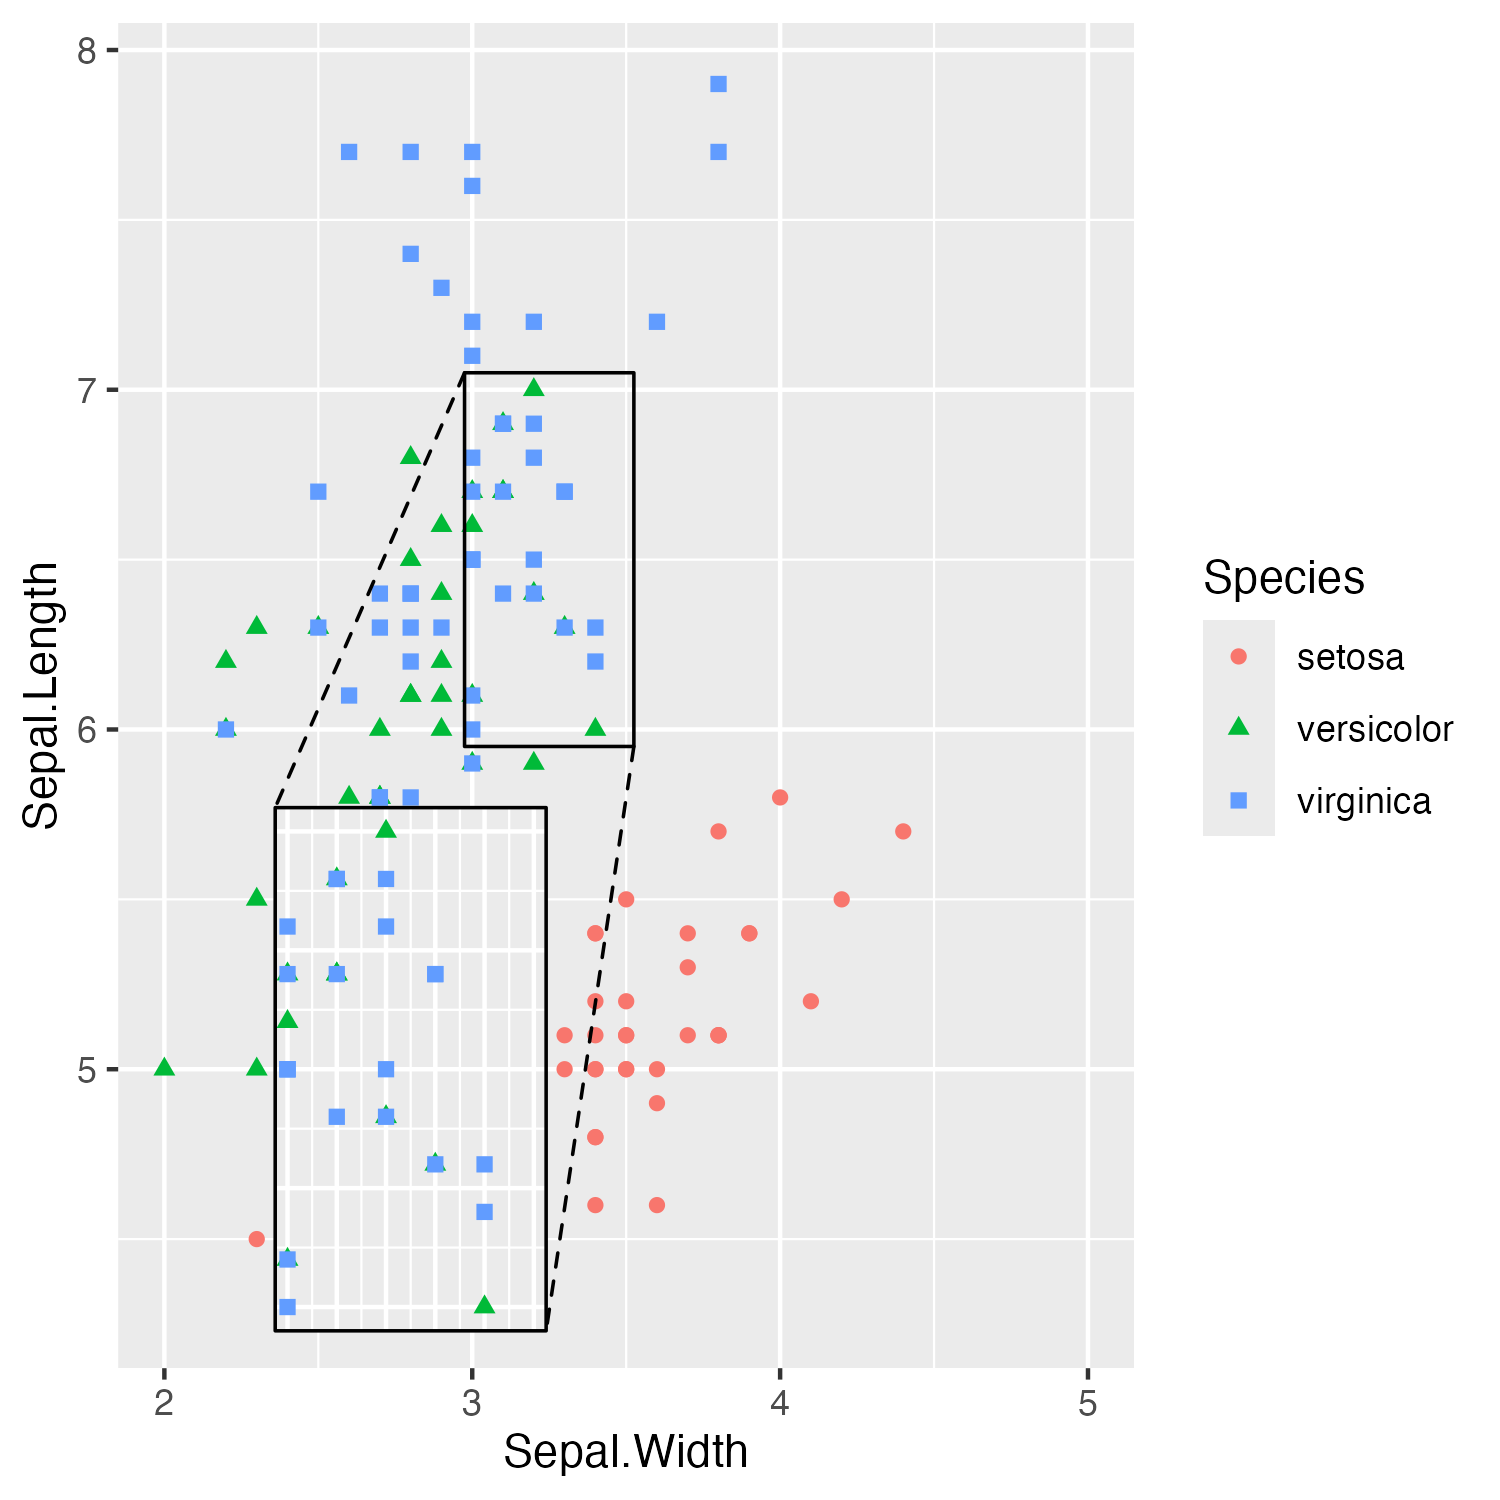 8
7
6
5
2 3 4 5
Sepal.Length
Sepal.Width
Species
setosa
versicolor
virginica